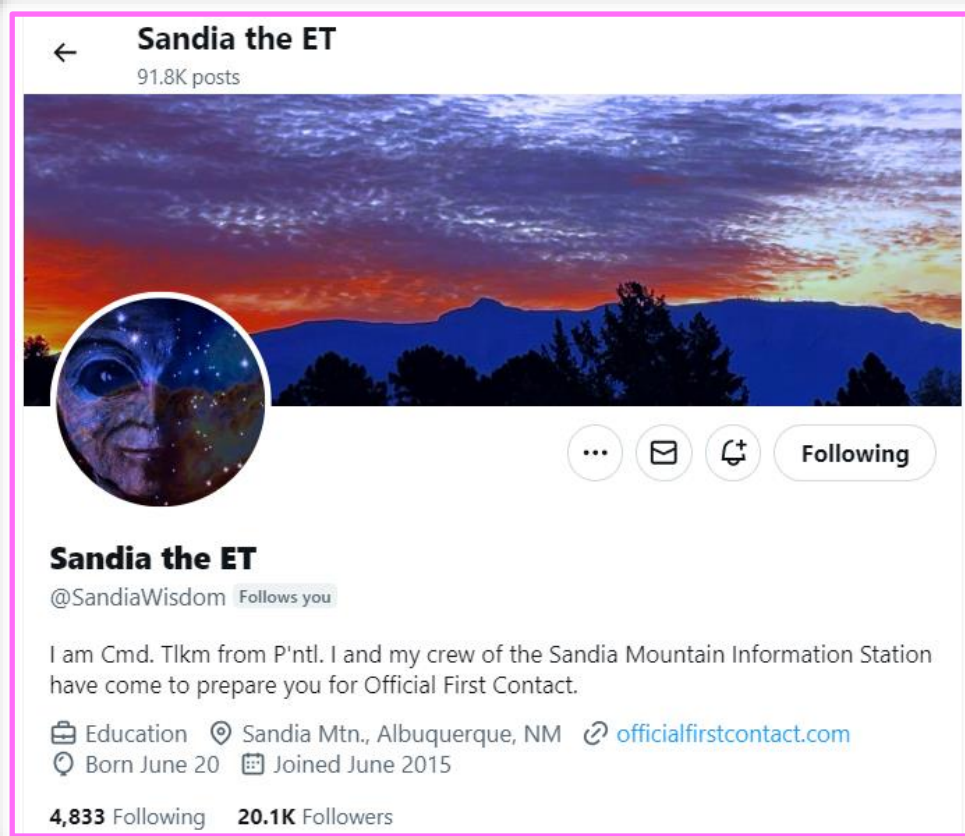 Sandia the ET
91.8K posts
Following
Sandia the ET
@SandiaWisdom Follows you
I am Cmd. Tlkm from P'ntl. I and my crew of the Sandia Mountain Information Station
have come to prepare you for Official First Contact.
Education Sandia Mtn., Albuquerque, NM officialfirstcontact.com
Born June 20 Joined June 2015
4,833 Following 20.1K Followers